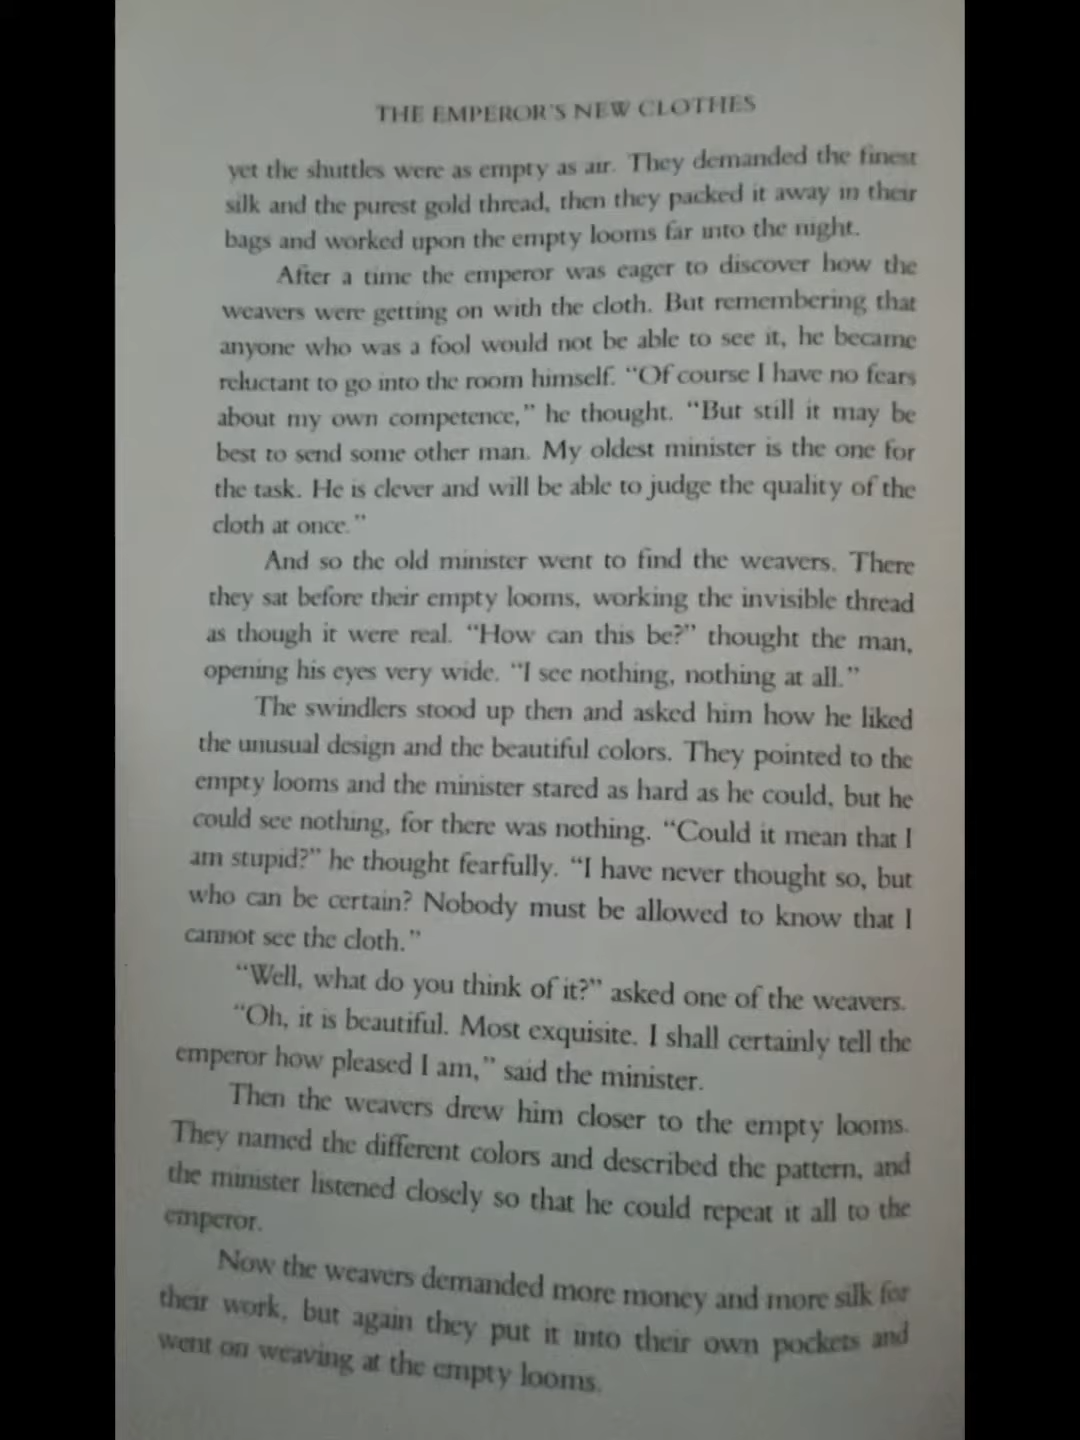 THE EMPEROR'S NEW CLOTHES
yet the shuttles were as empty as air. They demanded the finest
silk and the purest gold thread, then they packed it away in their
bags and worked upon the empty looms far into the night.
After a time the emperor was eager to discover how the
weavers were getting on with the cloth. But remembering that
anyone who was a fool would not be able to see it, he became
reluctant to go into the room himself. “Of course I have no fears
about my own competence,” he thought. “But still it may be
best to send some other man. My oldest minister is the one for
the task. He is clever and will be able to judge the quality of the
cloth at once.”
And so the old minister went to find the weavers. There
they sat before their empty looms, working the invisible thread
as though it were real. “How can this be?” thought the man,
opening his eyes very wide. “I see nothing, nothing at all.”
The swindlers stood up then and asked him how he liked
the unusual design and the beautiful colors. They pointed to the
empty looms and the minister stared as hard as he could, but he
could see nothing, for there was nothing. “Could it mean that I
am stupid?” he thought fearfully. “I have never thought so, but
who can be certain? Nobody must be allowed to know that I
cannot see the cloth.”
“Well, what do you think of it?” asked one of the weavers.
“Oh, it is beautiful. Most exquisite. I shall certainly tell the
emperor how pleased I am,” said the minister.
Then the weavers drew him closer to the empty looms.
They named the different colors and described the pattern, and
the minister listened closely so that he could repeat it all to the
emperor.
Now the weavers demanded more money and more silk for
their work, but again they put it into their own pockets and
went on weaving at the empty looms.